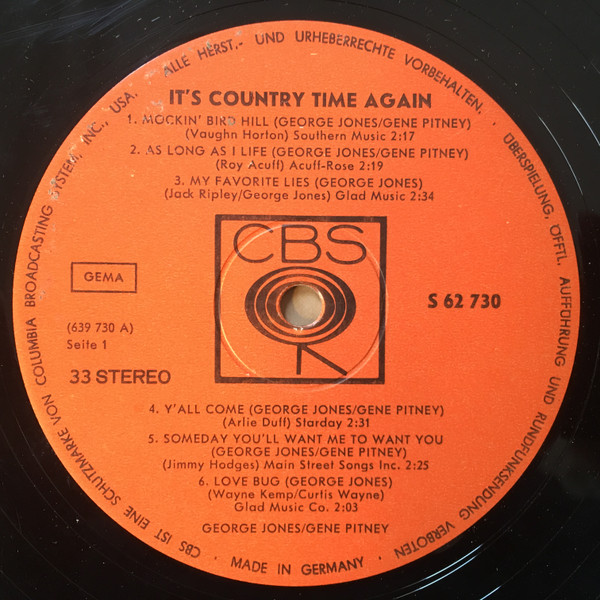 ALLE HERST.- UND URHEBERRECHTE VORBEHALTEN. · ÜBERSPIELUNG, ÖFFTL. AUFFÜHRUNG UND RUNDFUNKSENDUNG VERBOTEN
IT'S COUNTRY TIME AGAIN
1. MOCKIN' BIRD HILL (GEORGE JONES/GENE PITNEY)
(Vaughn Horton) Southern Music 2:17
2. AS LONG AS I LIFE (GEORGE JONES/GENE PITNEY)
(Roy Acuff) Acuff-Rose 2:19
3. MY FAVORITE LIES (GEORGE JONES)
(Jack Ripley/George Jones) Glad Music 2:34
CBS
GEMA
S 62 730
(639 730 A)
Seite 1
33 STEREO
4. Y'ALL COME (GEORGE JONES/GENE PITNEY)
(Arlie Duff) Starday 2:31
5. SOMEDAY YOU'LL WANT ME TO WANT YOU
(GEORGE JONES/GENE PITNEY)
(Jimmy Hodges) Main Street Songs Inc. 2:25
6. LOVE BUG (GEORGE JONES)
(Wayne Kemp/Curtis Wayne)
Glad Music Co. 2:03
GEORGE JONES/GENE PITNEY
CBS IST EINE SCHUTZMARKE VON COLUMBIA BROADCASTING SYSTEM, INC., USA.
· MADE IN GERMANY ·